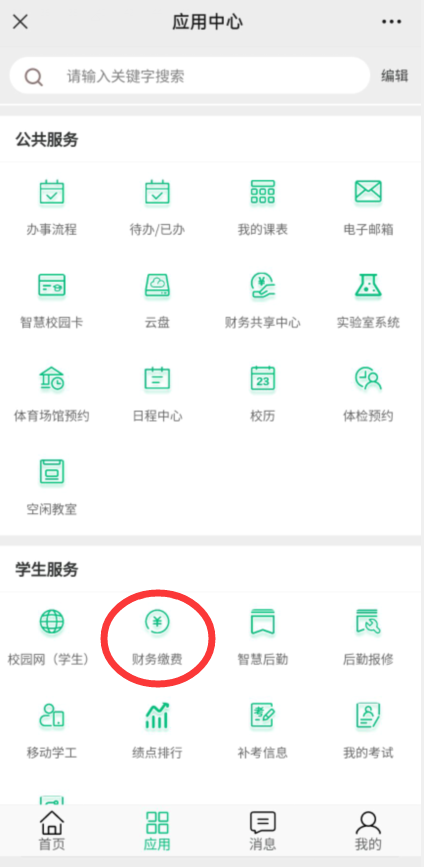 应用中心
请输入关键字搜索 编辑
公共服务
办事流程 待办/已办 我的课表 电子邮箱
智慧校园卡 云盘 财务共享中心 实验室系统
23
体育场馆预约 日程中心 校历 体检预约
空闲教室
学生服务
校园网（学生） 财务缴费 智慧后勤 后勤报修
考
移动学工 绩点排行 补考信息 我的考试
首页 应用 消息 我的